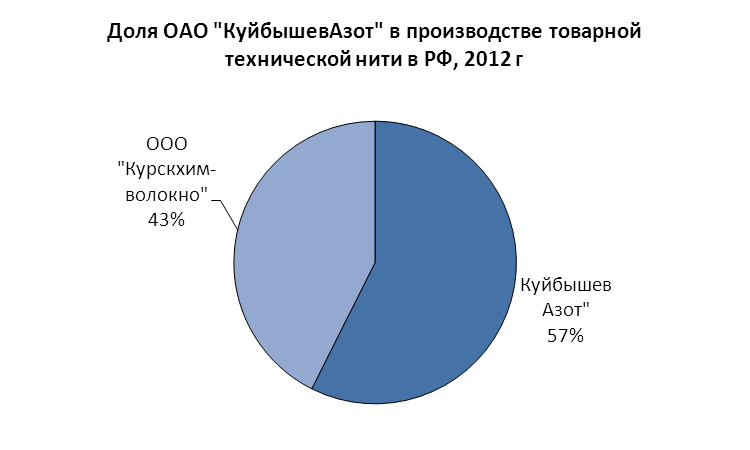 Доля ОАО "КуйбышевАзот" в производстве товарной
технической нити в РФ, 2012 г
ООО
"Курскхим-
волокно"
43%
Куйбышев
Азот"
57%